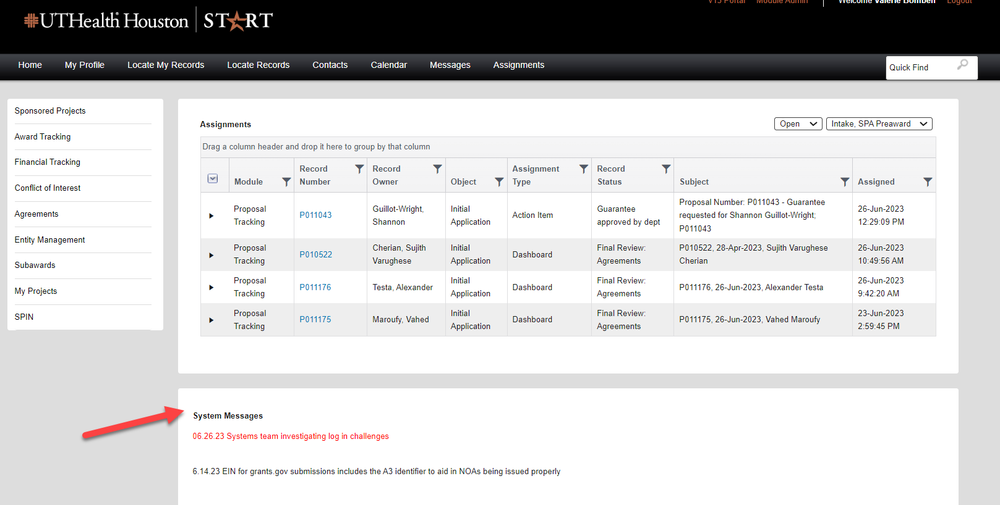 V15 Portal Module Admin Welcome Valerie Bomben Logout
UTHealth® Houston START
Home My Profile Locate My Records Locate Records Contacts Calendar Messages Assignments
Quick Find
Sponsored Projects
Award Tracking
Financial Tracking
Conflict of Interest
Agreements
Entity Management
Subawards
My Projects
SPIN
Assignments Open Intake, SPA Preaward
Drag a column header and drop it here to group by that column
Record Record Assignment Record
Module Number Owner Object Type Status Subject Assigned
Proposal Guillot-Wright, Initial Guarantee Proposal Number: P011043 - Guarantee 26-Jun-2023
P011043 Action Item requested for Shannon Guillot-Wright;
Tracking Shannon Application approved by dept P011043 12:29:09 PM
Proposal Cherian, Sujith Initial Final Review: P010522, 28-Apr-2023, Sujith Varughese 26-Jun-2023
P010522 Dashboard
Tracking Varughese Application Agreements Cherian 10:49:56 AM
Proposal Initial Final Review: 26-Jun-2023
P011176 Testa, Alexander Dashboard P011176, 26-Jun-2023, Alexander Testa
Tracking Application Agreements 9:42:20 AM
Proposal Initial Final Review: 23-Jun-2023
P011175 Maroufy, Vahed Dashboard P011175, 26-Jun-2023, Vahed Maroufy
Tracking Application Agreements 2:59:45 PM
System Messages
06.26.23 Systems team investigating log in challenges
6.14.23 EIN for grants.gov submissions includes the A3 identifier to aid in NOAs being issued properly